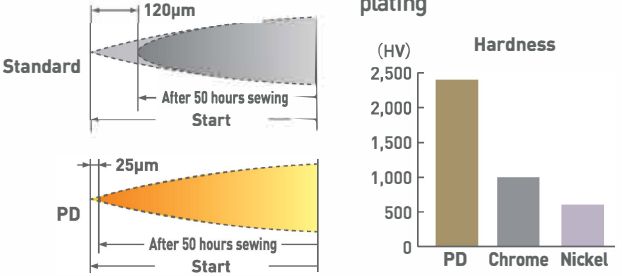 120µm
Standard
After 50 hours sewing
Start
25µm
PD
After 50 hours sewing
Start
plating
(HV)
Hardness
2,500
2,000
1,500
1,000
500
0
PD Chrome Nickel